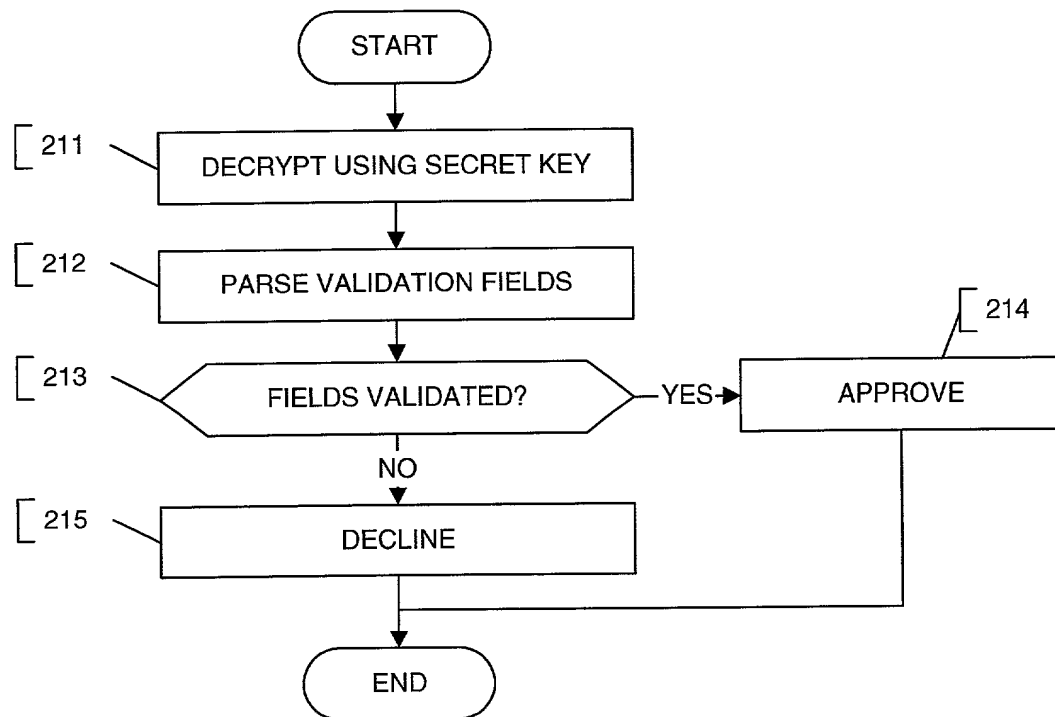 START
211
DECRYPT USING SECRET KEY
212
PARSE VALIDATION FIELDS
213
FIELDS VALIDATED?
YES
214
APPROVE
NO
215
DECLINE
END